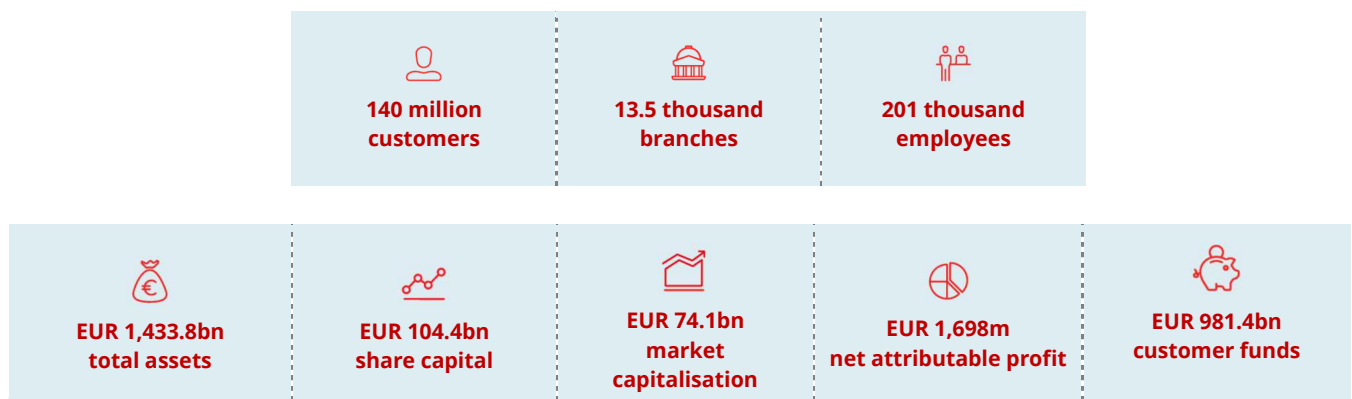 140 million
customers
13.5 thousand
branches
201 thousand
employees
€
EUR 1,433.8bn
total assets
EUR 104.4bn
share capital
EUR 74.1bn
market
capitalisation
EUR 1,698m
net attributable profit
EUR 981.4bn
customer funds